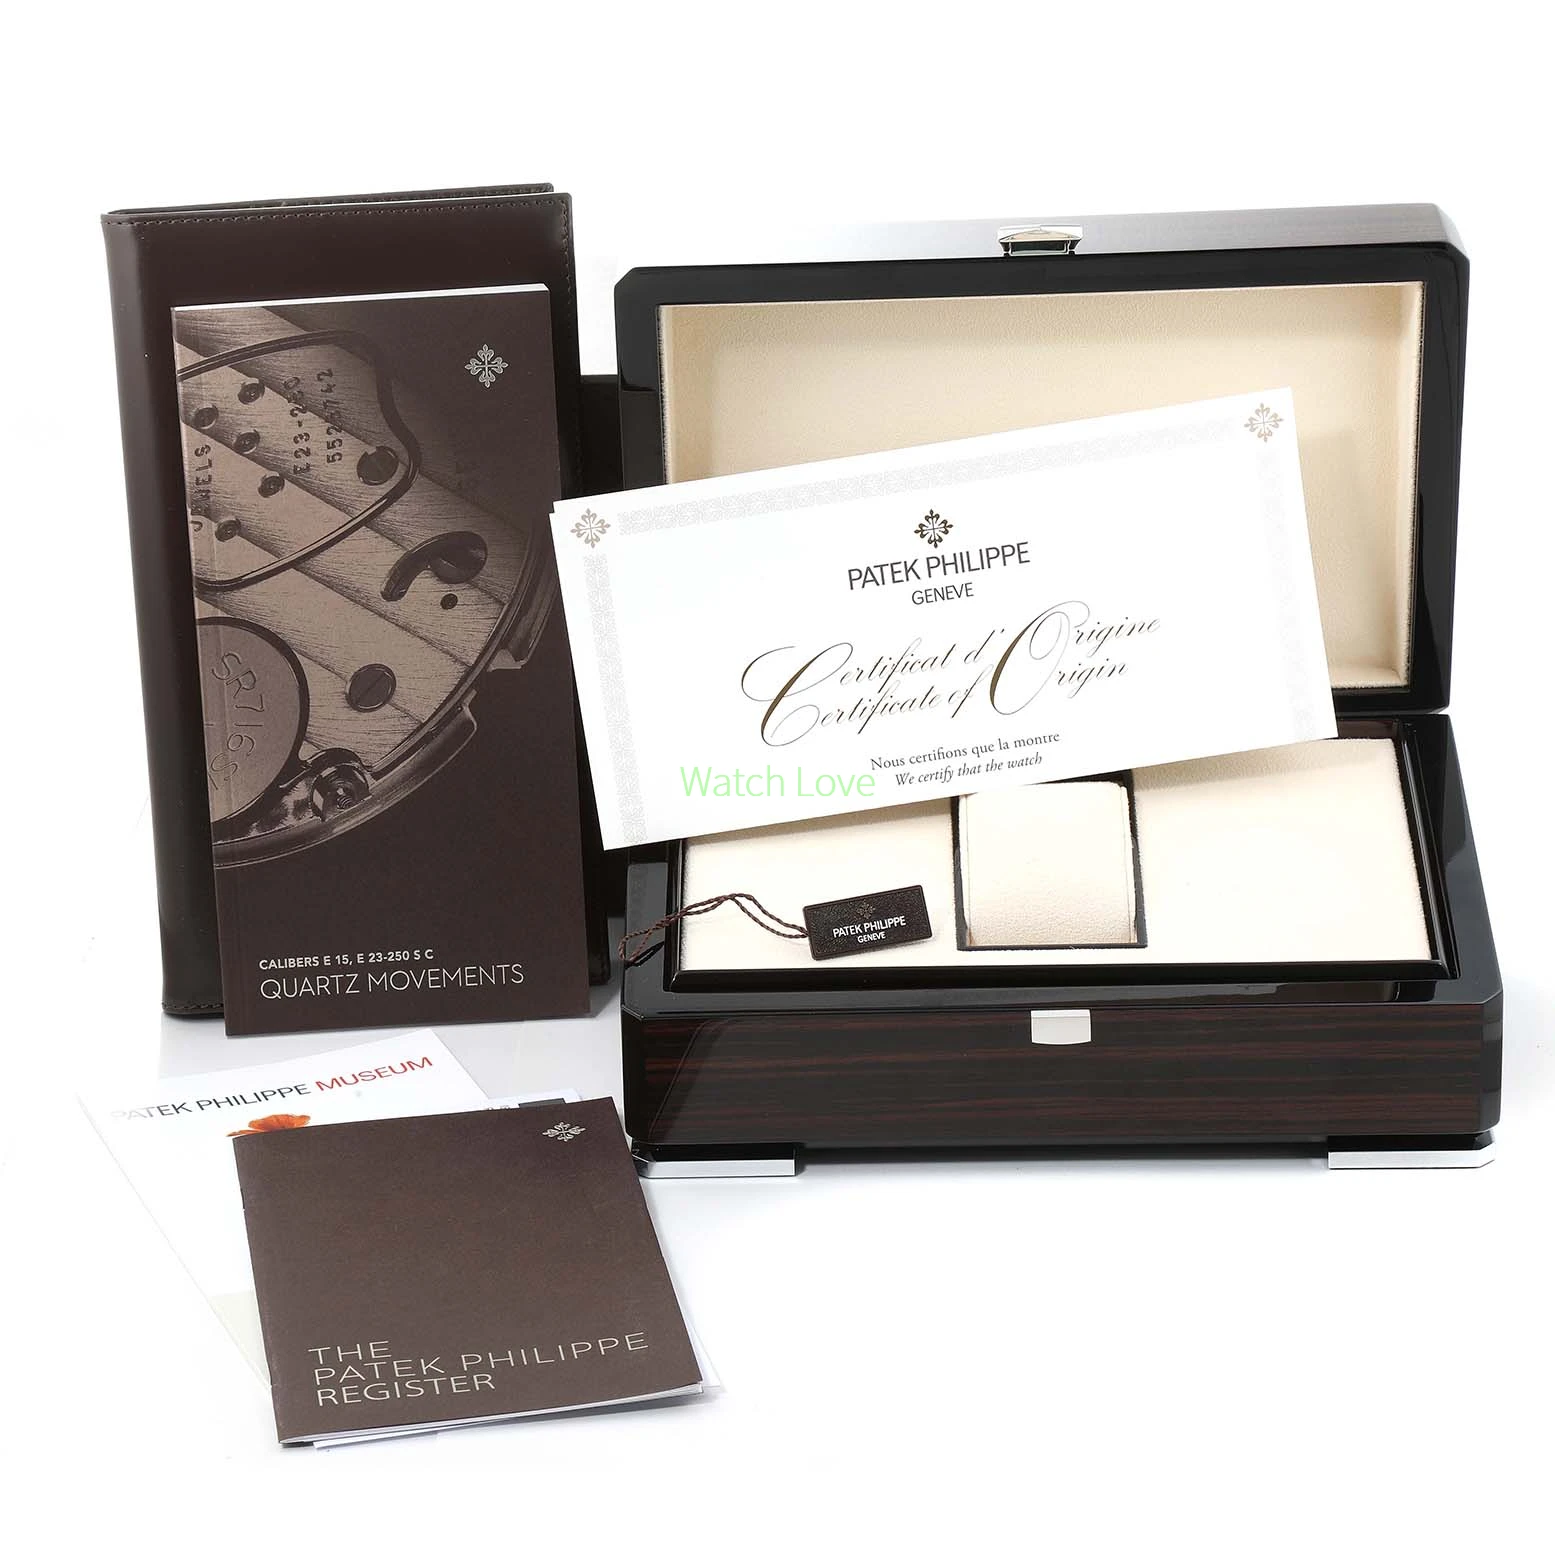 JEWELS
E23-250
5526742
SR716SW
CALIBERS E 15, E 23-250 S C
QUARTZ MOVEMENTS
PATEK PHILIPPE
GENEVE
Certificat d'Origine
Certificate of Origin
Nous certifions que la montre
We certify that the watch
Watch Love
PATEK PHILIPPE
GENEVE
PATEK PHILIPPE MUSEUM
THE
PATEK PHILIPPE
REGISTER